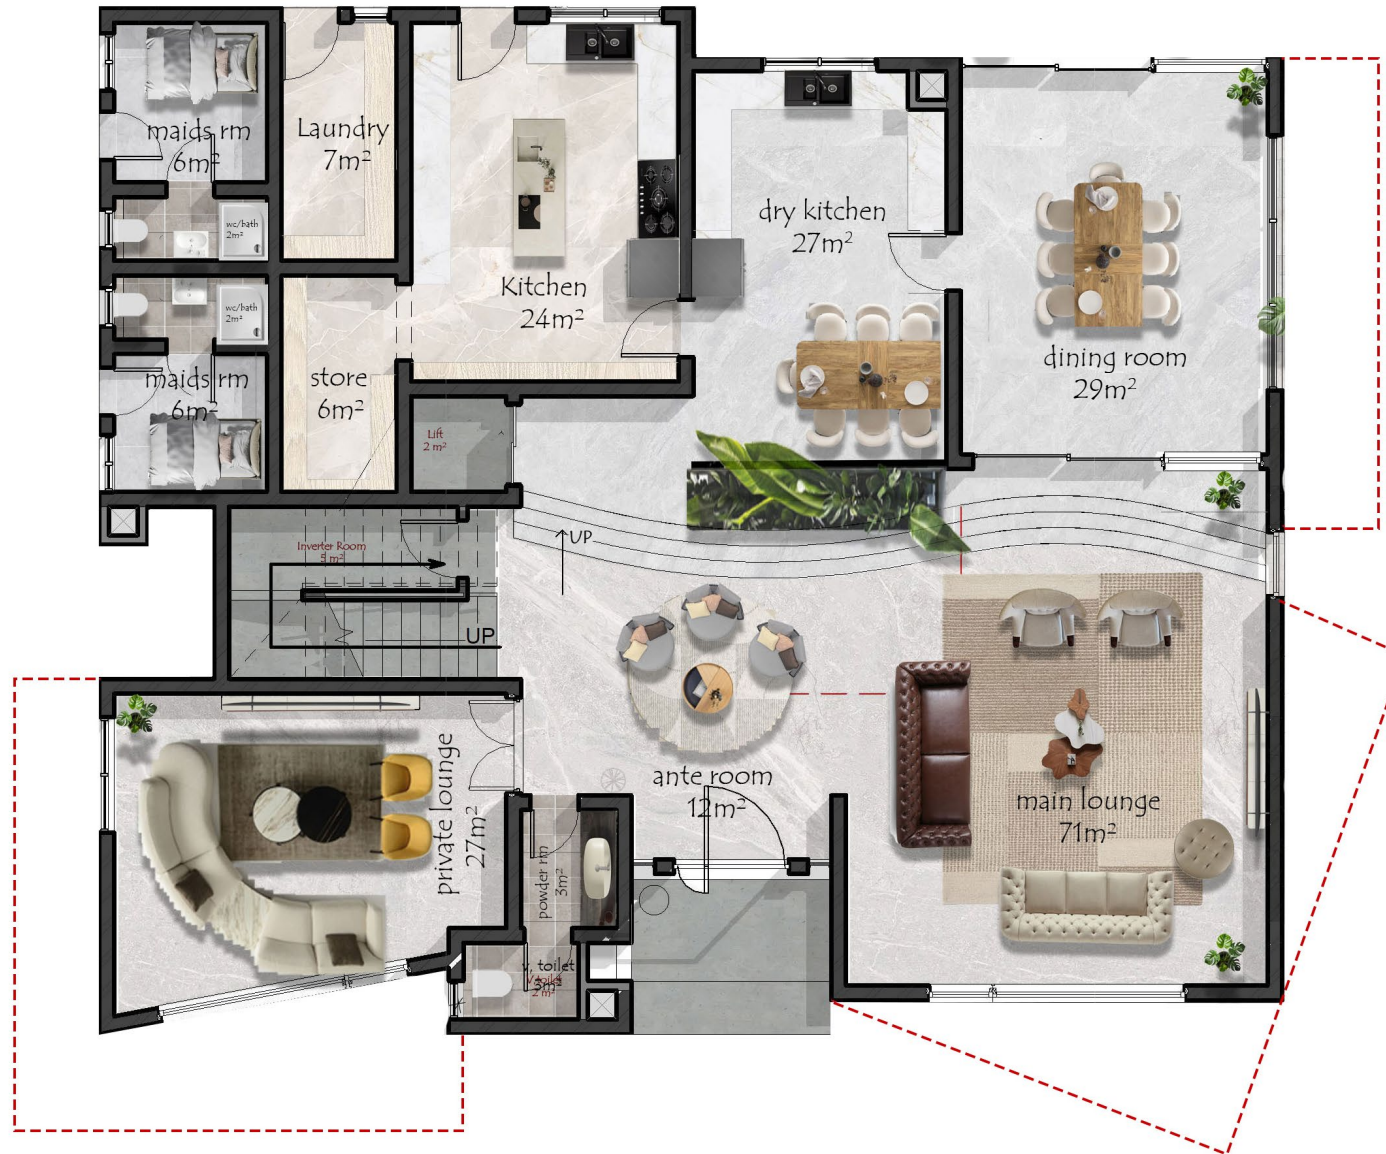 maids rm
6m²
Laundry
7m²
wc/bath
2m²
wc/bath
2m²
maids rm
6m²
store
6m²
Kitchen
24m²
dry kitchen
27m²
dining room
29m²
Lift
2 m²
Inverter Room
5 m²
UP
UP
private lounge
27m²
ante room
12m²
main lounge
71m²
powder rm
3m²
v. toilet